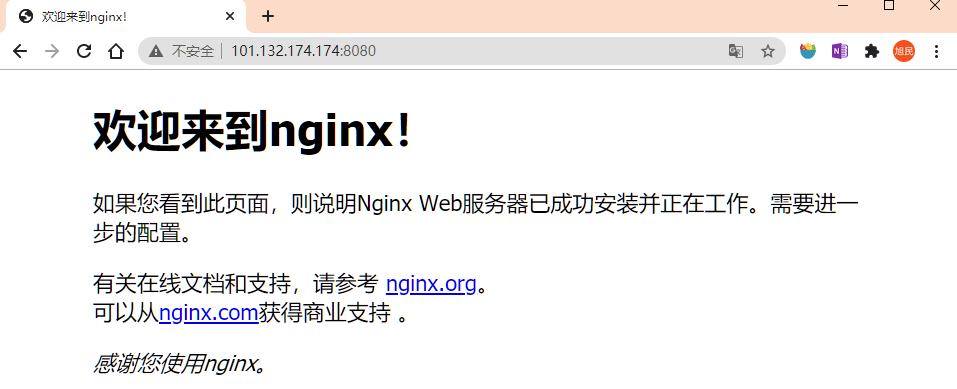 欢迎来到nginx!
不安全 101.132.174.174:8080
旭民
欢迎来到nginx！
如果您看到此页面，则说明Nginx Web服务器已成功安装并正在工作。需要进一
步的配置。
有关在线文档和支持，请参考 nginx.org。
可以从nginx.com获得商业支持 。
感谢您使用nginx。